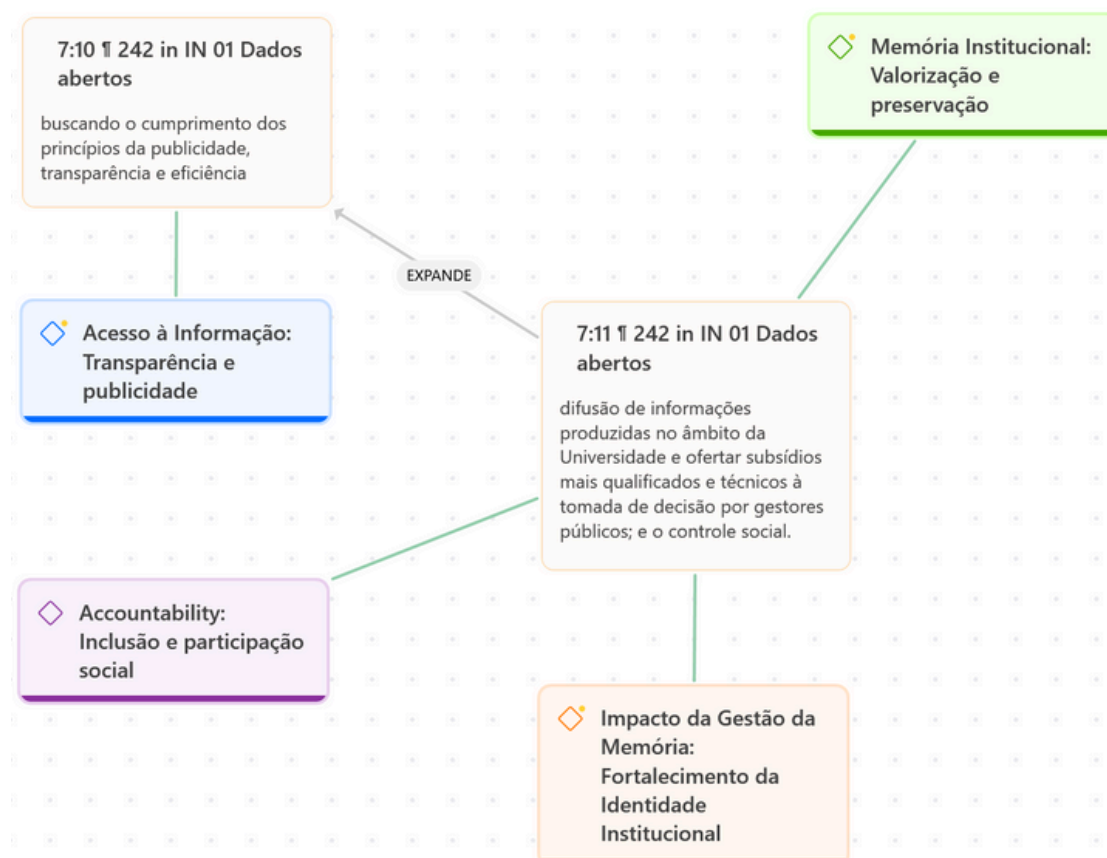 7:10 ¶ 242 in IN 01 Dados
abertos
buscando o cumprimento dos
princípios da publicidade,
transparência e eficiência
Memória Institucional:
Valorização e
preservação
EXPANDE
Acesso à Informação:
Transparência e
publicidade
7:11 ¶ 242 in IN 01 Dados
abertos
difusão de informações
produzidas no âmbito da
Universidade e ofertar subsídios
mais qualificados e técnicos à
tomada de decisão por gestores
públicos; e o controle social.
Accountability:
Inclusão e participação
social
Impacto da Gestão da
Memória:
Fortalecimento da
Identidade
Institucional